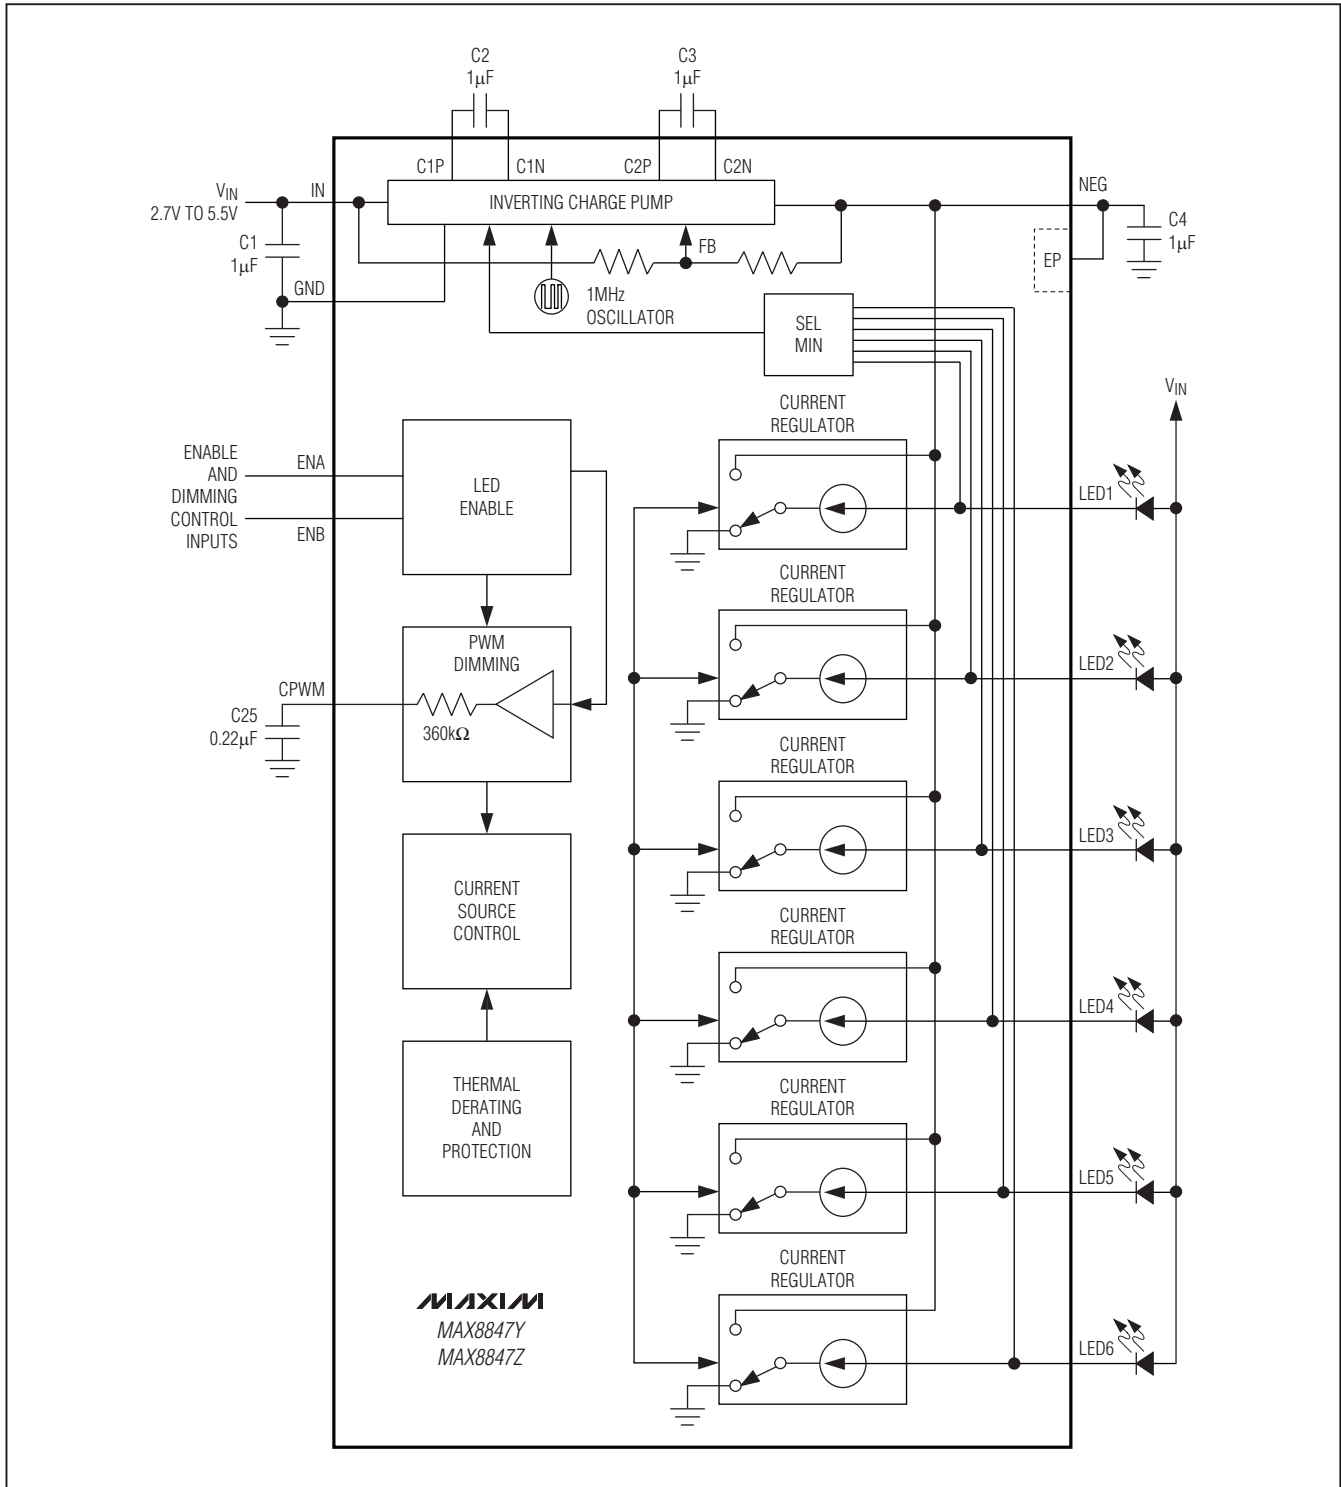 C2
1µF
C3
1µF
C1P
C1N
C2P
C2N
VIN
2.7V TO 5.5V
IN
INVERTING CHARGE PUMP
NEG
C1
1µF
C4
1µF
FB
EP
GND
1MHz
OSCILLATOR
SEL
MIN
VIN
CURRENT
REGULATOR
ENABLE
AND
DIMMING
CONTROL
INPUTS
ENA
ENB
LED
ENABLE
LED1
CURRENT
REGULATOR
PWM
DIMMING
LED2
CPWM
C25
0.22µF
360kΩ
CURRENT
REGULATOR
LED3
CURRENT
SOURCE
CONTROL
CURRENT
REGULATOR
LED4
THERMAL
DERATING
AND
PROTECTION
CURRENT
REGULATOR
LED5
CURRENT
REGULATOR
MAXIM
MAX8847Y
MAX8847Z
LED6